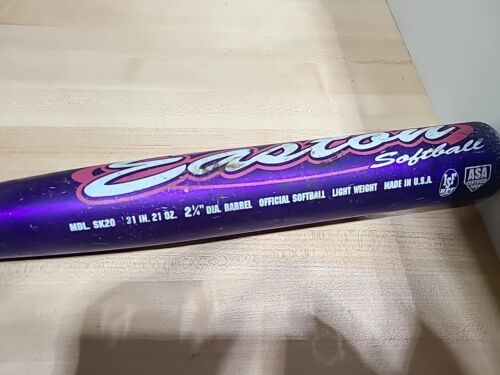 Easton
Softball
MDL. SK20 31 IN. 21 OZ. 2¼" DIA. BARREL OFFICIAL SOFTBALL LIGHT WEIGHT MADE IN U.S.A.
ISF
ASA